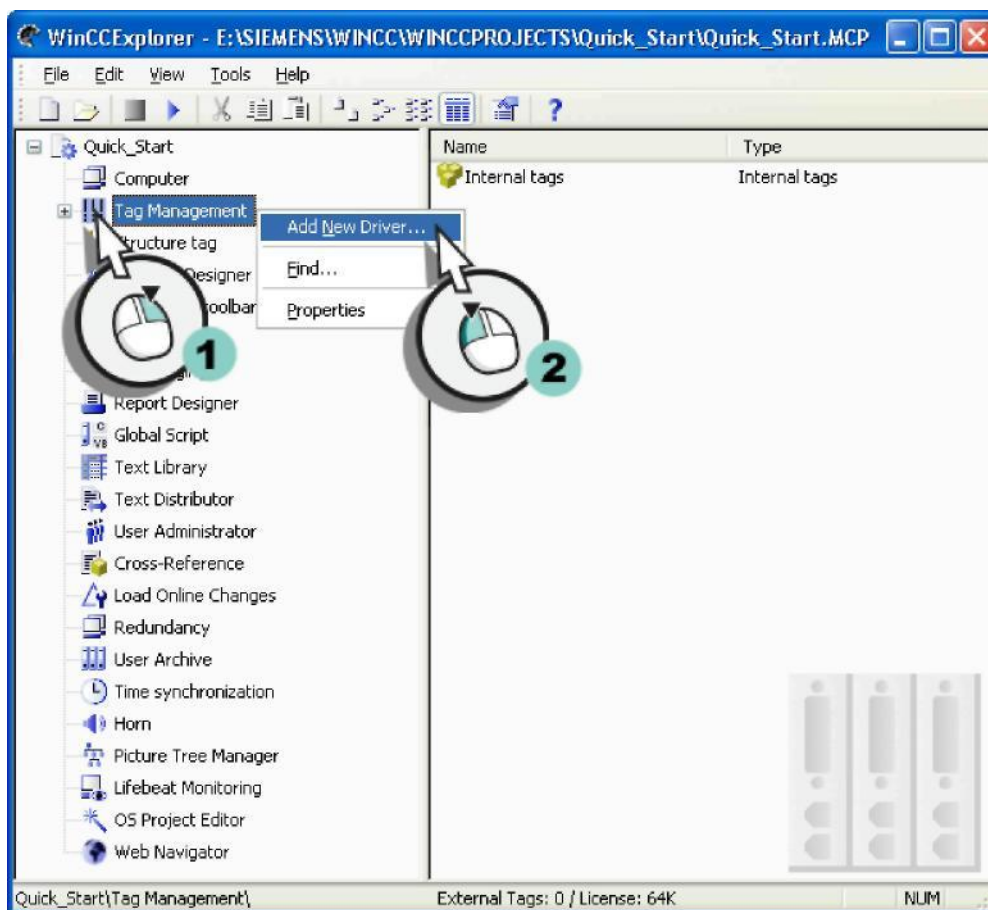 WinCCExplorer - E:\SIEMENS\WINCC\WINCCPROJECTS\Quick_Start\Quick_Start.MCP
File Edit View Tools Help
Quick_Start
Computer
Tag Management
Structure tag
Designer
toolbar
Report Designer
Global Script
Text Library
Text Distributor
User Administrator
Cross-Reference
Load Online Changes
Redundancy
User Archive
Time synchronization
Horn
Picture Tree Manager
Lifebeat Monitoring
OS Project Editor
Web Navigator
Add New Driver...
Find...
Properties
1
2
Name Type
Internal tags Internal tags
Quick_Start\Tag Management\ External Tags: 0 / License: 64K NUM